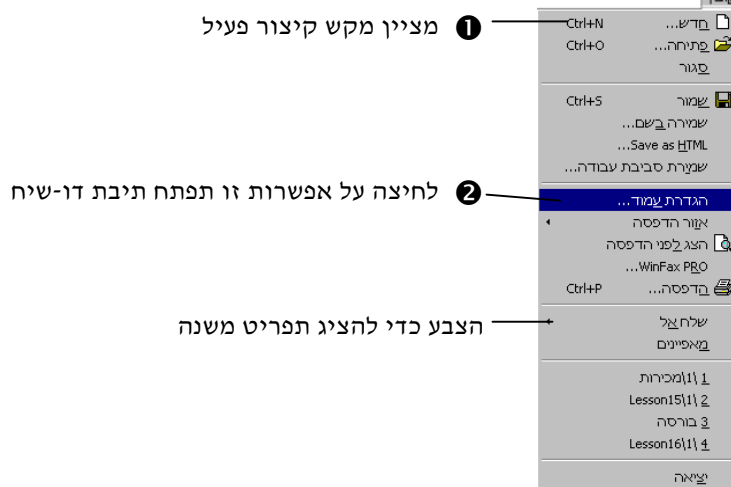 חדש... Ctrl+N
❶ מציין מקש קיצור פעיל
פתיחה... Ctrl+O
סגור
שמור Ctrl+S
שמירה בשם...
Save as HTML...
שמירת סביבת עבודה...
הגדרת עמוד...
❷ לחיצה על אפשרות זו תפתח תיבת דו-שיח
אזור הדפסה
הצג לפני הדפסה
WinFax PRO...
הדפסה... Ctrl+P
שלח אל
הצבע כדי להציג תפריט משנה
מאפיינים
1 \1\מכירות
2 \1\Lesson15
3 בורסה
4 \1\Lesson16
יציאה